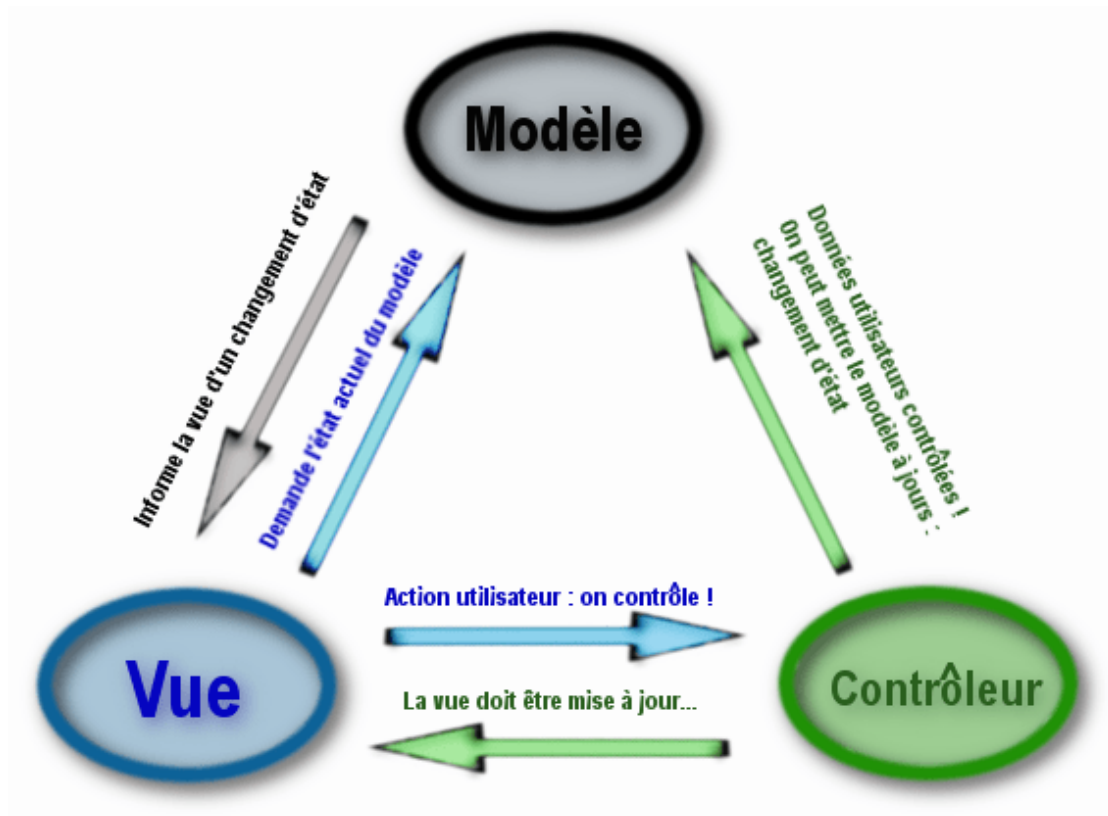 Modèle
Informe la vue d'un changement d'état
Demande l'état actuel du modèle
Données utilisateurs contrôlées !
On peut mettre le modèle à jours :
changement d'état
Action utilisateur : on contrôle !
Vue
Contrôleur
La vue doit être mise à jour...